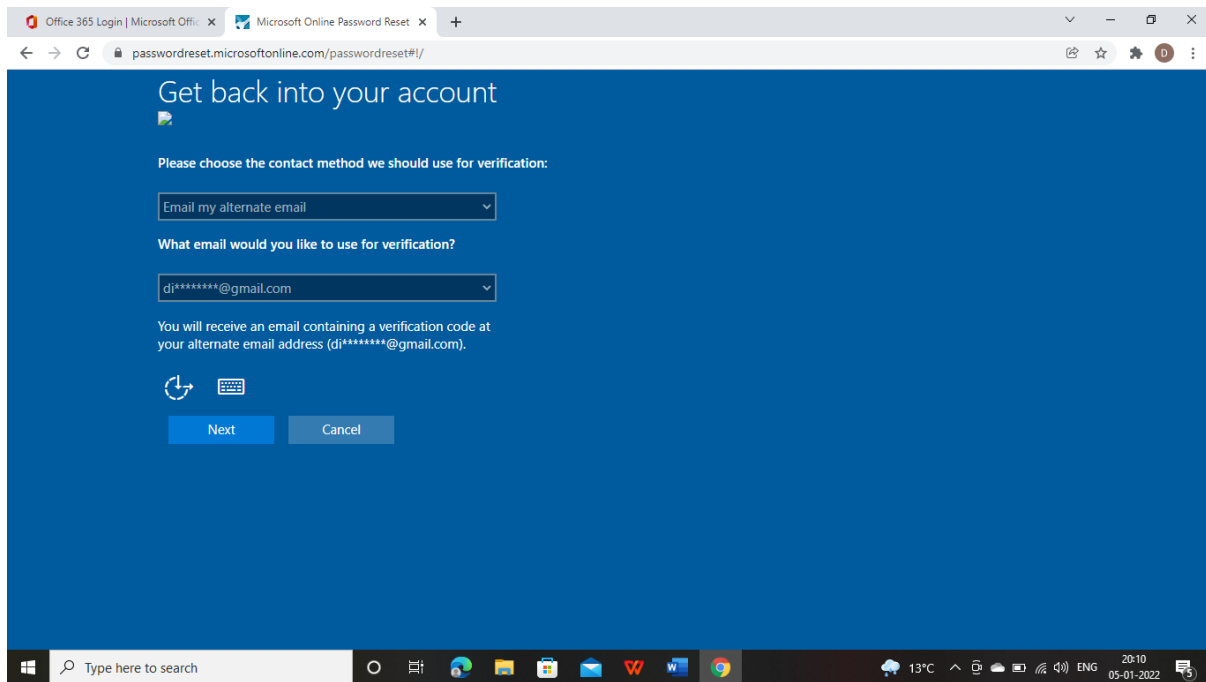 Office 365 Login | Microsoft Offic
Microsoft Online Password Reset
passwordreset.microsoftonline.com/passwordreset#!/
D
Get back into your account
Please choose the contact method we should use for verification:
Email my alternate email
What email would you like to use for verification?
di********@gmail.com
You will receive an email containing a verification code at
your alternate email address (di********@gmail.com).
Next Cancel
Type here to search
13°C ENG
20:10
05-01-2022
5